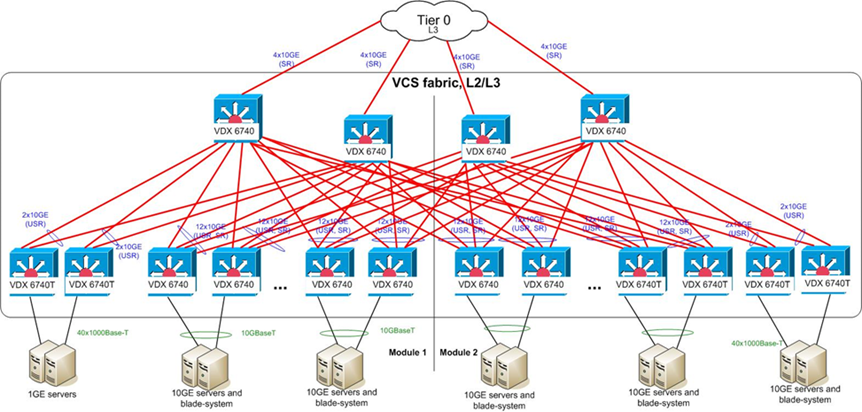 Tier 0
L3
4x10GE
(SR)
4x10GE
(SR)
4x10GE
(SR)
4x10GE
(SR)
VCS fabric, L2/L3
VDX 6740
VDX 6740
VDX 6740
VDX 6740
2x10GE
(USR)
2x10GE
(USR)
12x10GE
(USR, SR)
12x10GE
(USR, SR)
12x10GE
(USR, SR)
12x10GE
(USR, SR)
12x10GE
(USR, SR)
12x10GE
(USR, SR)
12x10GE
(USR, SR)
12x10GE
(USR, SR)
2x10GE
(USR)
2x10GE
(USR)
VDX 6740T
VDX 6740T
VDX 6740
VDX 6740
...
VDX 6740
VDX 6740
VDX 6740
VDX 6740
...
VDX 6740T
VDX 6740T
VDX 6740T
VDX 6740T
40x1000Base-T
10GBaseT
10GBaseT
40x1000Base-T
Module 1
Module 2
1GE servers
10GE servers and
blade-system
10GE servers and
blade-system
10GE servers and
blade-system
10GE servers and
blade-system
10GE servers and
blade-system